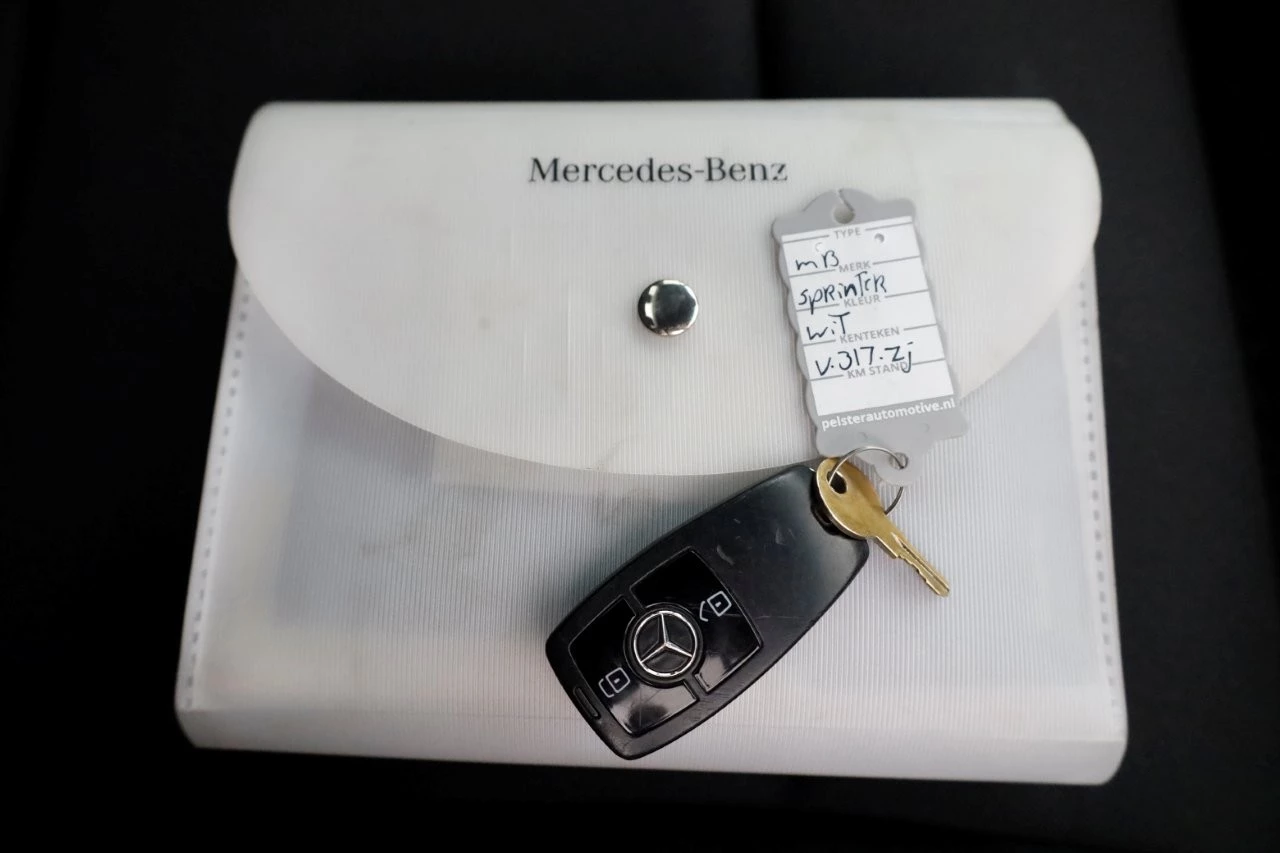 Mercedes-Benz
TYPE
mB
MERK
SPRinTER
KLEUR
WiT
KENTEKEN
V.317.Zj
KM STAND
pelsterautomotive.nl